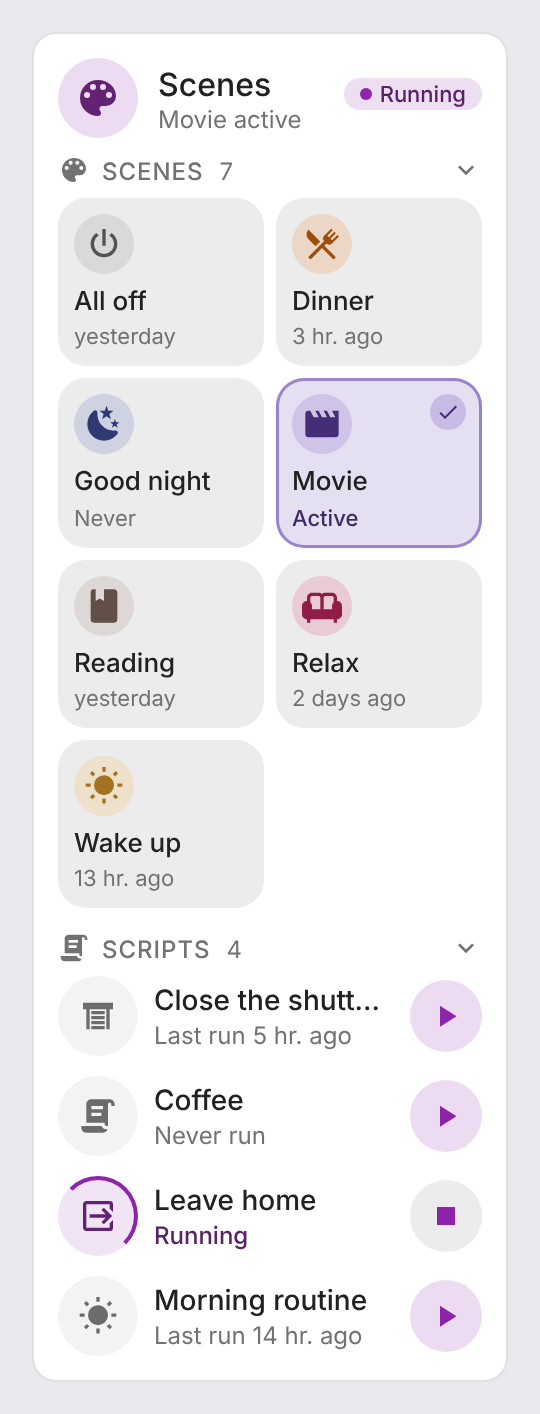 Scenes
Movie active
Running
SCENES 7
All off
yesterday
Dinner
3 hr. ago
Good night
Never
Movie
Active
Reading
yesterday
Relax
2 days ago
Wake up
13 hr. ago
SCRIPTS 4
Close the shutt...
Last run 5 hr. ago
Coffee
Never run
Leave home
Running
Morning routine
Last run 14 hr. ago